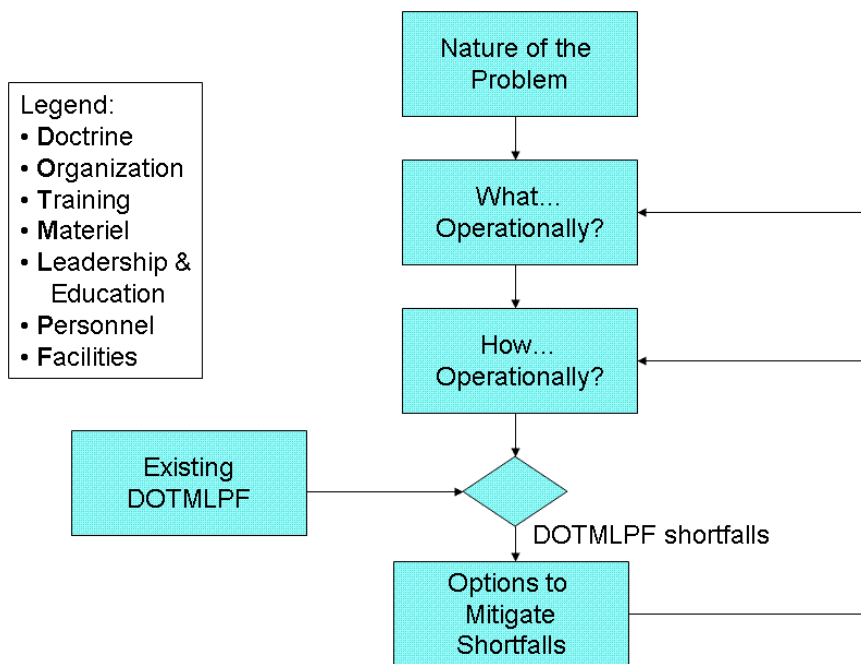 Nature of the
Problem
Legend:
• Doctrine
• Organization
• Training
• Materiel
• Leadership &
Education
• Personnel
• Facilities
What...
Operationally?
How...
Operationally?
Existing
DOTMLPF
DOTMLPF shortfalls
Options to
Mitigate
Shortfalls